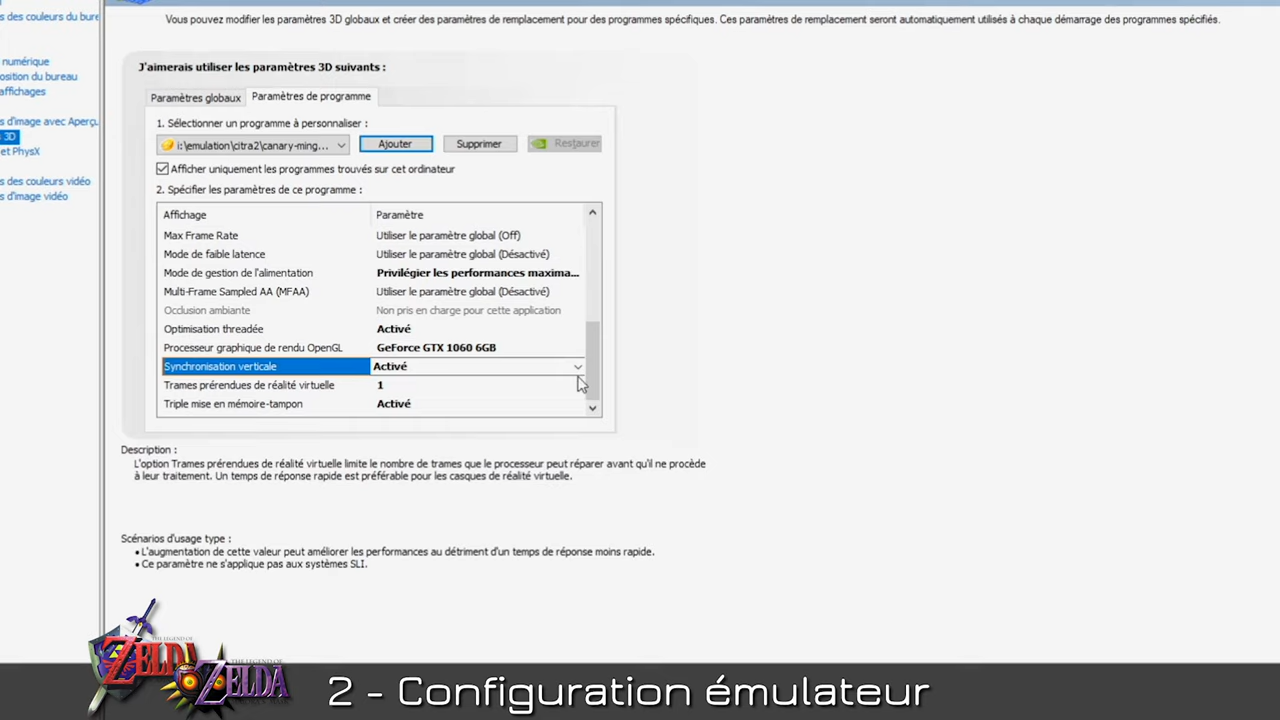 Vous pouvez modifier les paramètres 3D globaux et créer des paramètres de remplacement pour des programmes spécifiques. Ces paramètres de remplacement seront automatiquement utilisés à chaque démarrage des programmes spécifiés.
s des couleurs du bure
numérique
osition du bureau
affichages
s d'image avec Aperçu
3D
et PhysX
s des couleurs vidéo
s d'image vidéo
J'aimerais utiliser les paramètres 3D suivants :
Paramètres globaux
Paramètres de programme
1. Sélectionner un programme à personnaliser :
i:\emulation\citra2\canary-ming...
Ajouter
Supprimer
Restaurer
Afficher uniquement les programmes trouvés sur cet ordinateur
2. Spécifier les paramètres de ce programme :
Affichage Paramètre
Max Frame Rate Utiliser le paramètre global (Off)
Mode de faible latence Utiliser le paramètre global (Désactivé)
Mode de gestion de l'alimentation Privilégier les performances maxima...
Multi-Frame Sampled AA (MFAA) Utiliser le paramètre global (Désactivé)
Occlusion ambiante Non pris en charge pour cette application
Optimisation threadée Activé
Processeur graphique de rendu OpenGL GeForce GTX 1060 6GB
Synchronisation verticale Activé
Trames prérendues de réalité virtuelle 1
Triple mise en mémoire-tampon Activé
Description :
L'option Trames prérendues de réalité virtuelle limite le nombre de trames que le processeur peut réparer avant qu'il ne procède
à leur traitement. Un temps de réponse rapide est préférable pour les casques de réalité virtuelle.
Scénarios d'usage type :
• L'augmentation de cette valeur peut améliorer les performances au détriment d'un temps de réponse moins rapide.
• Ce paramètre ne s'applique pas aux systèmes SLI.
THE LEGEND OF
ZELDA
THE LEGEND OF
ZELDA
2 - Configuration émulateur